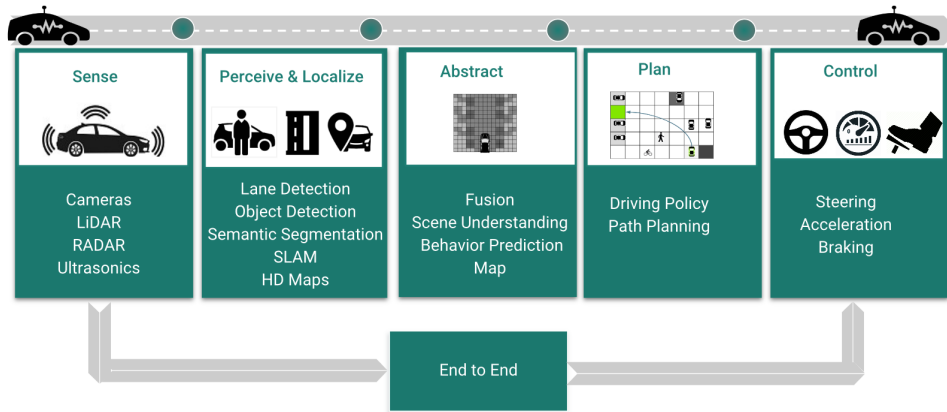 Sense
Cameras
LiDAR
RADAR
Ultrasonics
Perceive & Localize
Lane Detection
Object Detection
Semantic Segmentation
SLAM
HD Maps
Abstract
Fusion
Scene Understanding
Behavior Prediction
Map
Plan
Driving Policy
Path Planning
Control
Steering
Acceleration
Braking
End to End